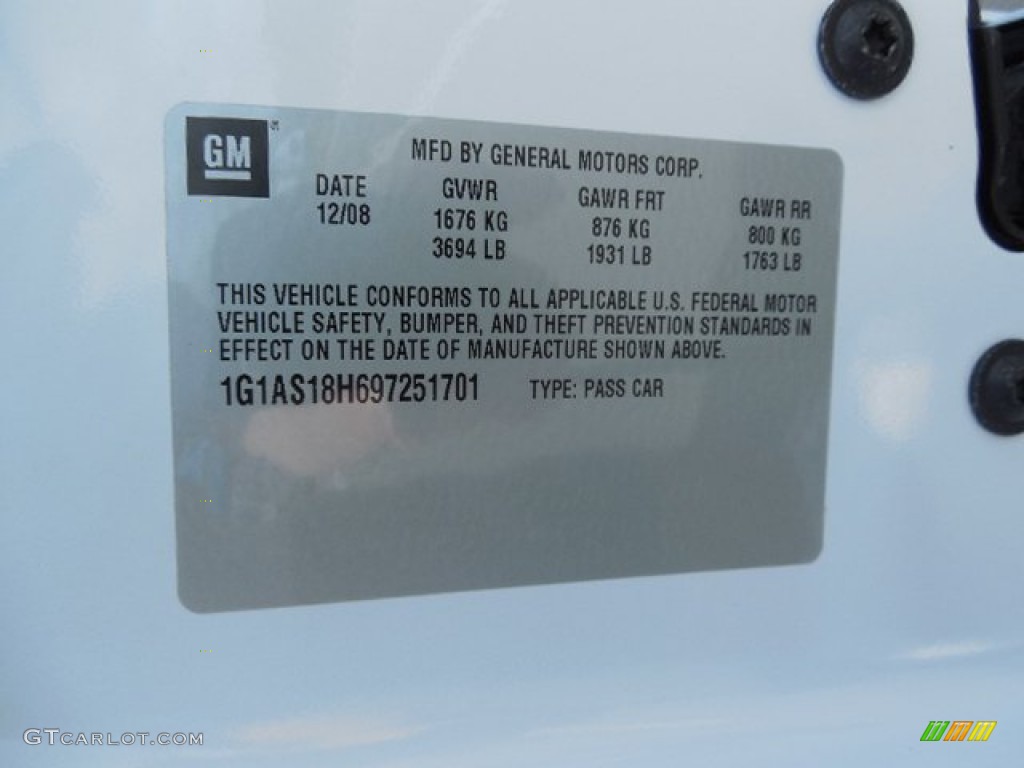 GM
MFD BY GENERAL MOTORS CORP.
DATE GVWR GAWR FRT GAWR RR
12/08 1676 KG 876 KG 800 KG
3694 LB 1931 LB 1763 LB
THIS VEHICLE CONFORMS TO ALL APPLICABLE U.S. FEDERAL MOTOR
VEHICLE SAFETY, BUMPER, AND THEFT PREVENTION STANDARDS IN
EFFECT ON THE DATE OF MANUFACTURE SHOWN ABOVE.
1G1AS18H697251701 TYPE: PASS CAR
GTCARLOT.COM